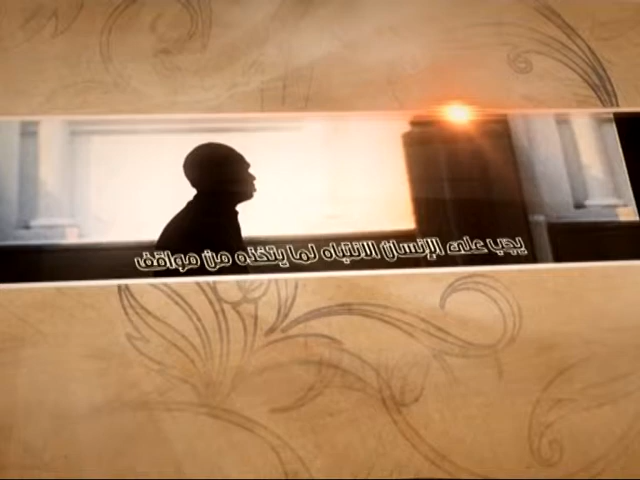 يجب على الإنسان الانتباه لما يتخذه من مواقف